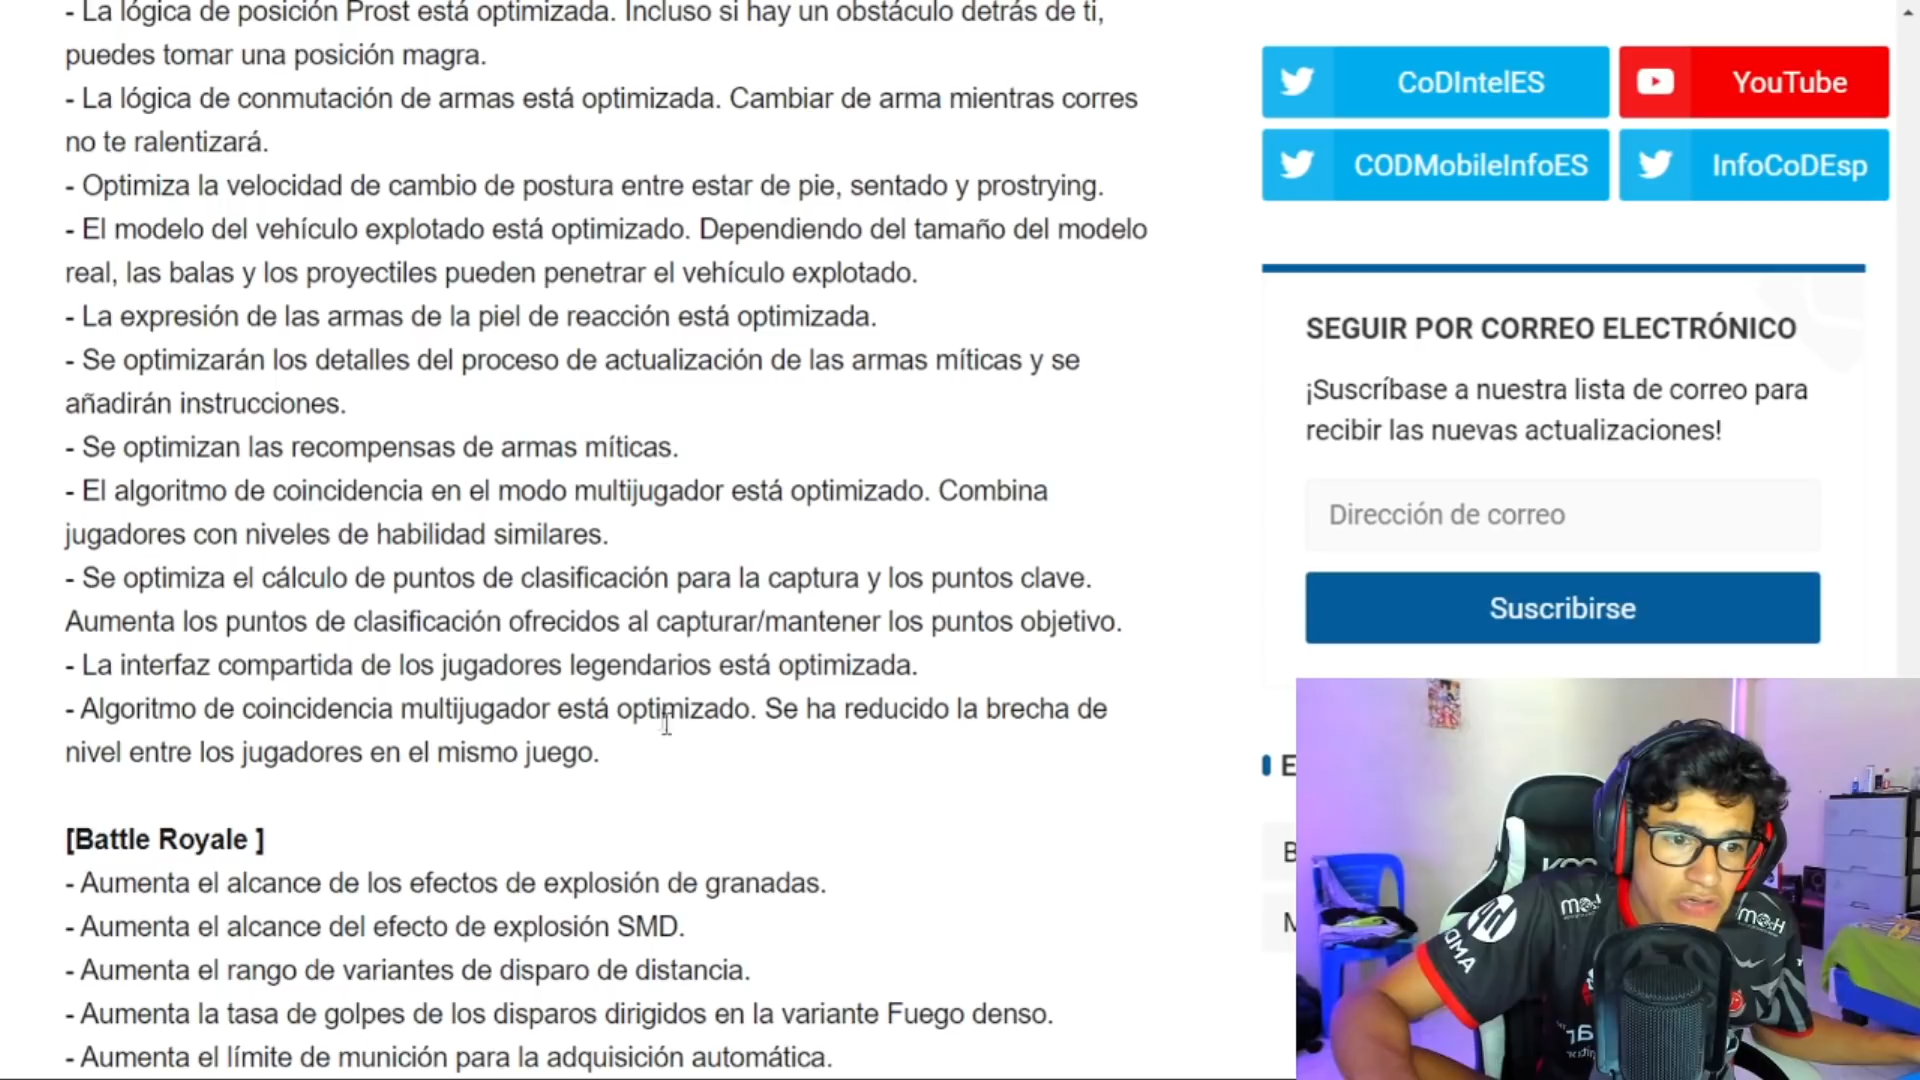 - La lógica de posición Prost está optimizada. Incluso si hay un obstáculo detrás de ti,
puedes tomar una posición magra.
- La lógica de conmutación de armas está optimizada. Cambiar de arma mientras corres
no te ralentizará.
- Optimiza la velocidad de cambio de postura entre estar de pie, sentado y prostrying.
- El modelo del vehículo explotado está optimizado. Dependiendo del tamaño del modelo
real, las balas y los proyectiles pueden penetrar el vehículo explotado.
- La expresión de las armas de la piel de reacción está optimizada.
- Se optimizarán los detalles del proceso de actualización de las armas míticas y se
añadirán instrucciones.
- Se optimizan las recompensas de armas míticas.
- El algoritmo de coincidencia en el modo multijugador está optimizado. Combina
jugadores con niveles de habilidad similares.
- Se optimiza el cálculo de puntos de clasificación para la captura y los puntos clave.
Aumenta los puntos de clasificación ofrecidos al capturar/mantener los puntos objetivo.
- La interfaz compartida de los jugadores legendarios está optimizada.
- Algoritmo de coincidencia multijugador está optimizado. Se ha reducido la brecha de
nivel entre los jugadores en el mismo juego.
[Battle Royale ]
- Aumenta el alcance de los efectos de explosión de granadas.
- Aumenta el alcance del efecto de explosión SMD.
- Aumenta el rango de variantes de disparo de distancia.
- Aumenta la tasa de golpes de los disparos dirigidos en la variante Fuego denso.
- Aumenta el límite de munición para la adquisición automática.
CoDIntelES
YouTube
CODMobileInfoES
InfoCoDEsp
SEGUIR POR CORREO ELECTRÓNICO
¡Suscríbase a nuestra lista de correo para
recibir las nuevas actualizaciones!
Dirección de correo
Suscribirse
E
B
M
AMD